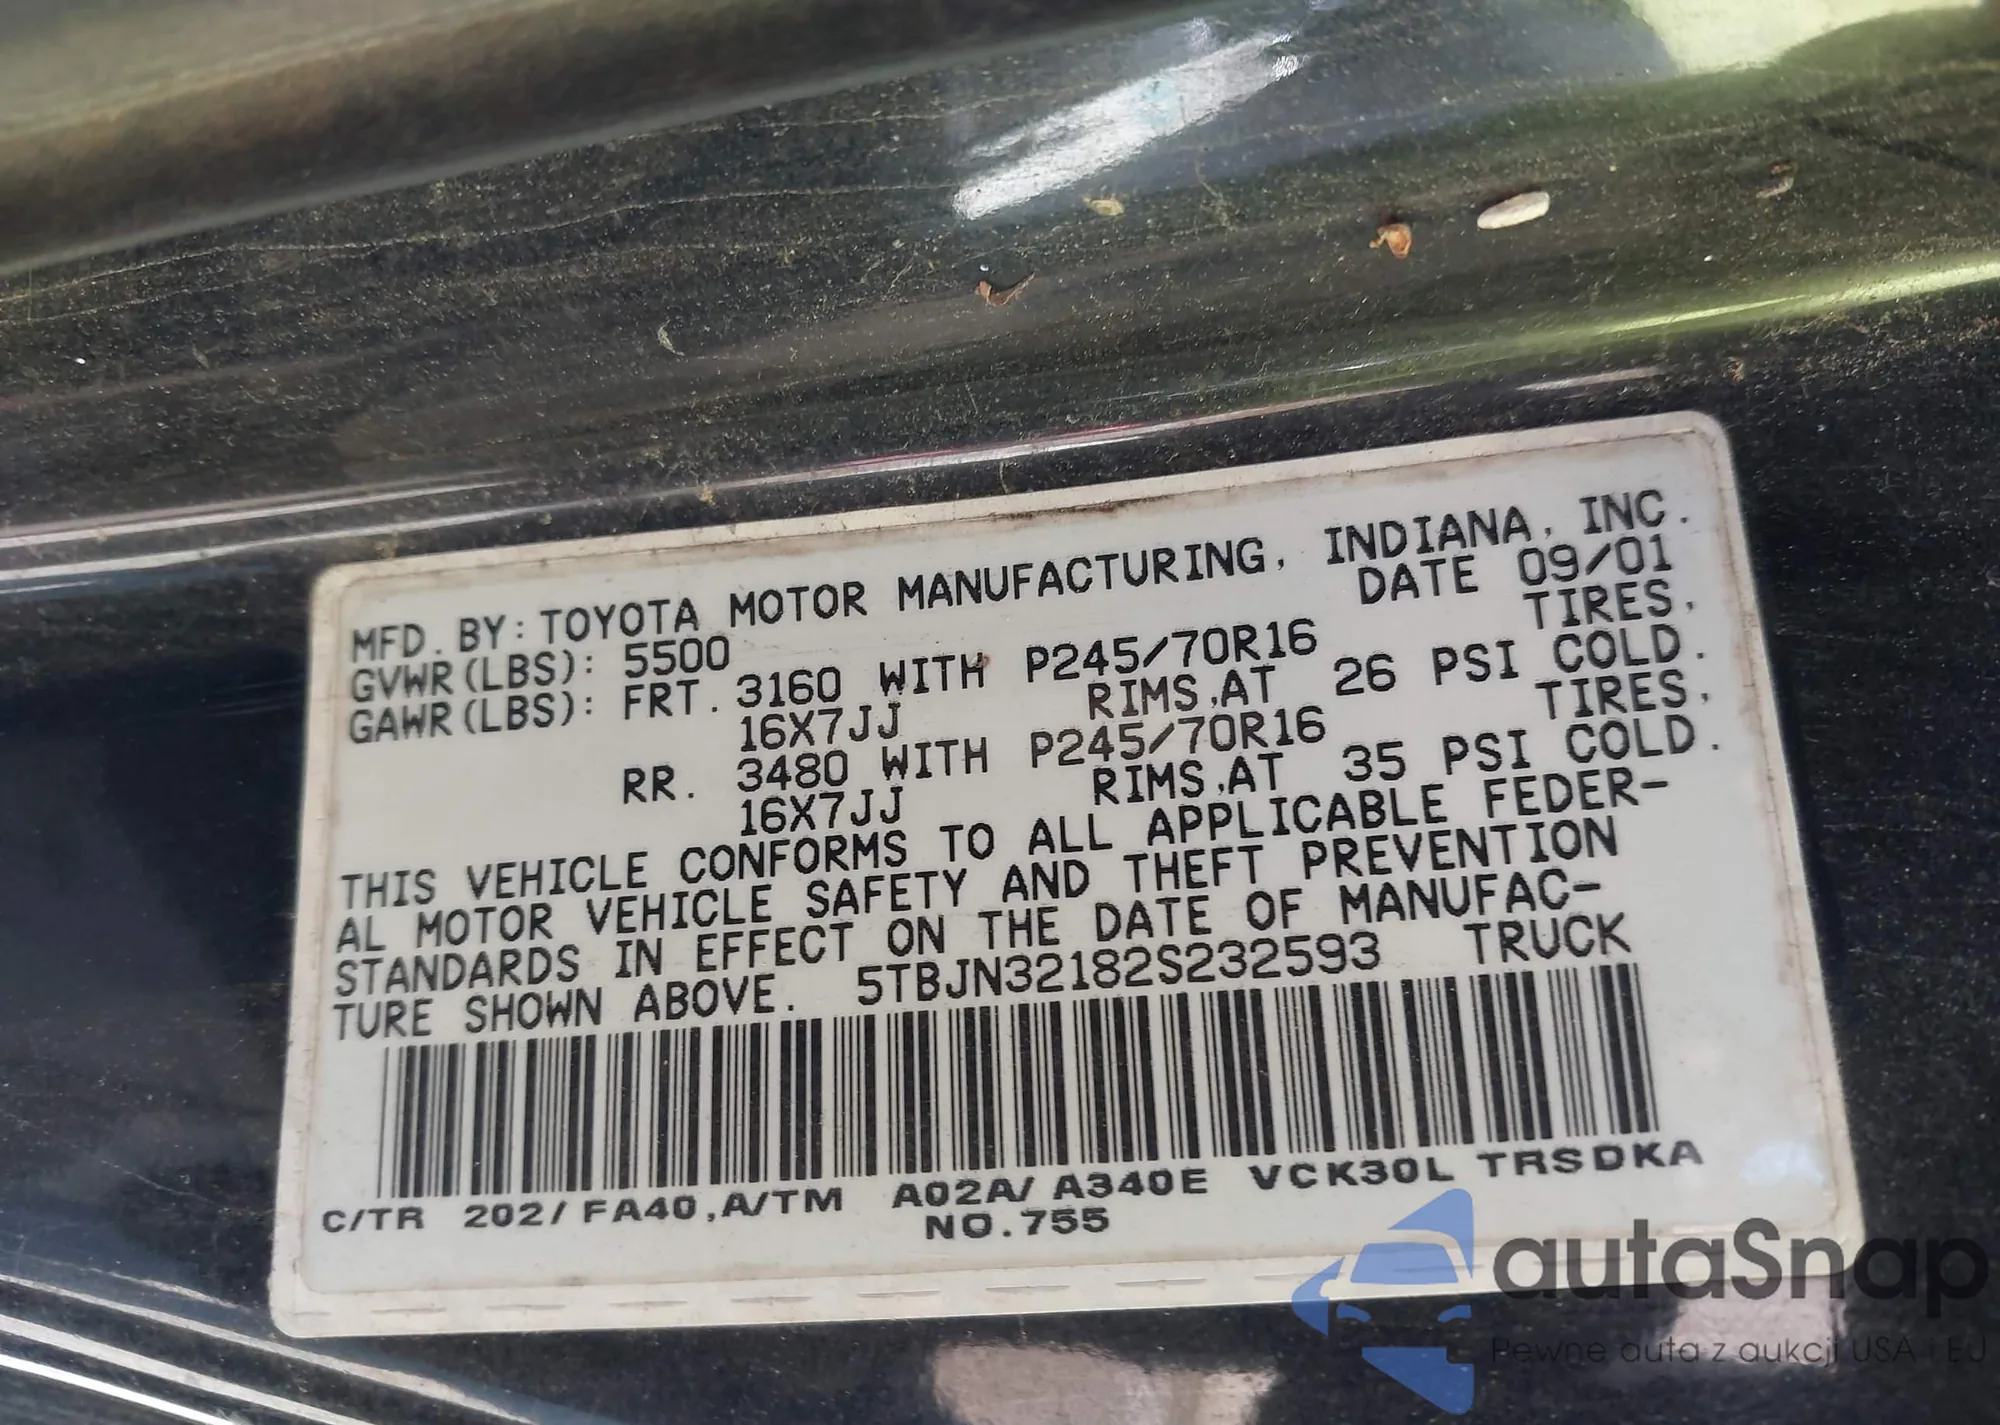 MFD. BY: TOYOTA MOTOR MANUFACTURING, INDIANA, INC.
GVWR(LBS): 5500 DATE 09/01
GAWR(LBS): FRT. 3160 WITH P245/70R16 TIRES,
16X7JJ RIMS,AT 26 PSI COLD.
RR. 3480 WITH P245/70R16 TIRES,
16X7JJ RIMS,AT 35 PSI COLD.
THIS VEHICLE CONFORMS TO ALL APPLICABLE FEDER-
AL MOTOR VEHICLE SAFETY AND THEFT PREVENTION
STANDARDS IN EFFECT ON THE DATE OF MANUFAC-
TURE SHOWN ABOVE. 5TBJN32182S232593 TRUCK
C/TR 202/FA40,A/TM A02A/A340E VCK30L TRSDKA
NO.755
autaSnap
Pewne auta z aukcji USA i EU